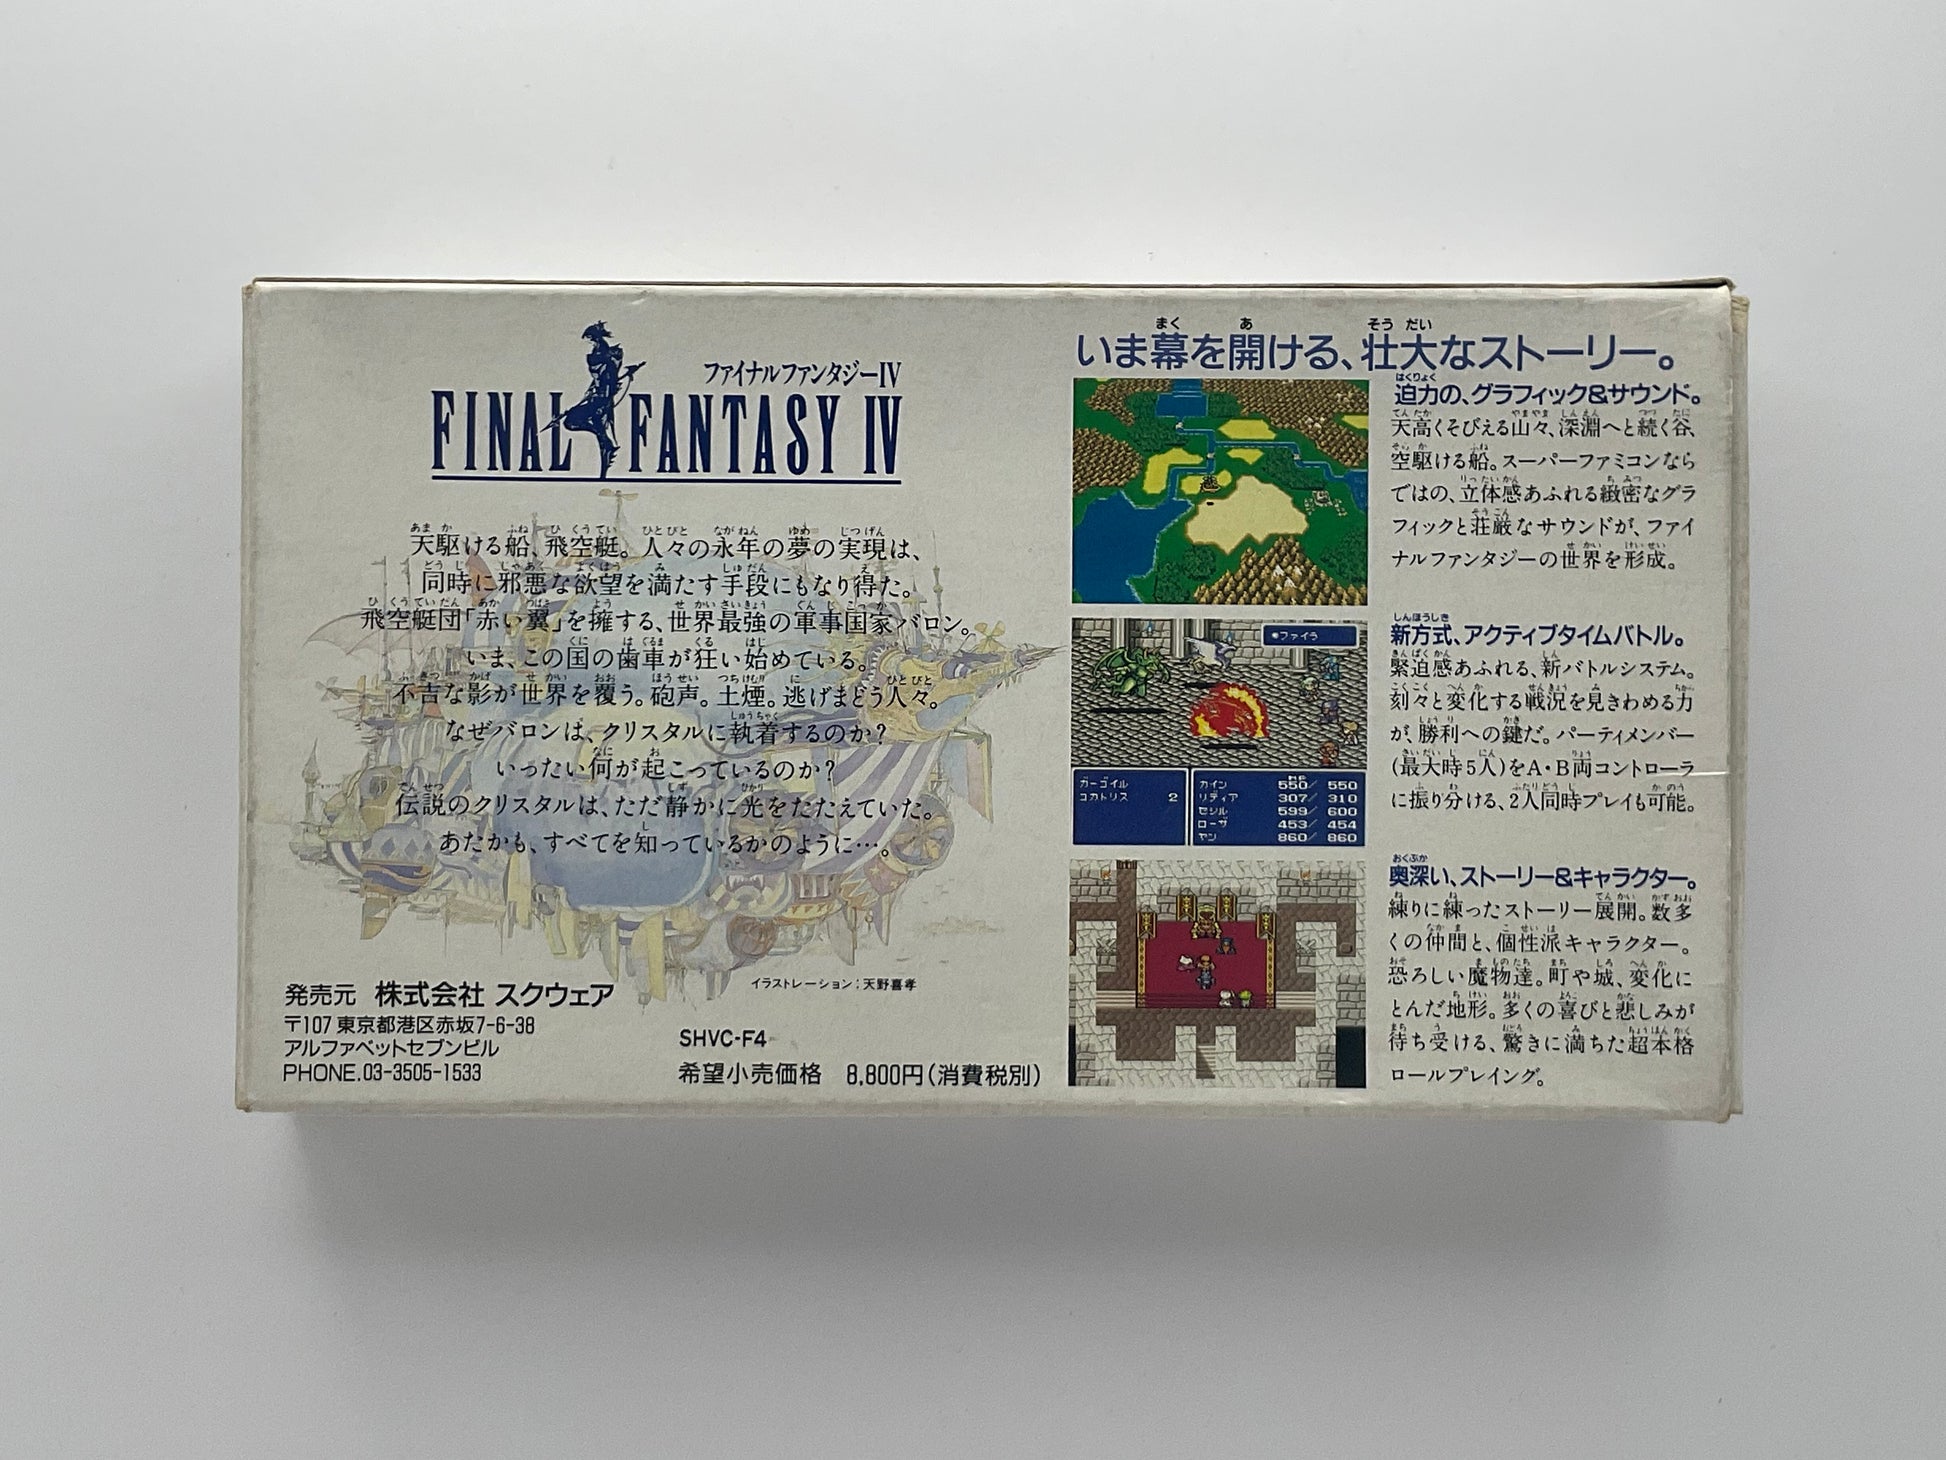 ファイナルファンタジーIV
FINAL FANTASY IV
天駆ける船、飛空艇。人々の永年の夢の実現は、
同時に邪悪な欲望を満たす手段にもなり得た。
飛空艇団「赤い翼」を擁する、世界最強の軍事国家バロン。
いま、この国の歯車が狂い始めている。
不吉な影が世界を覆う。砲声。土煙。逃げまどう人々。
なぜバロンは、クリスタルに執着するのか?
いったい何が起こっているのか?
伝説のクリスタルは、ただ静かに光をたたえていた。
あたかも、すべてを知っているかのように…。
イラストレーション:天野喜孝
発売元 株式会社 スクウェア
〒107 東京都港区赤坂7-6-38
アルファベットセブンビル
PHONE.03-3505-1533
SHVC-F4
希望小売価格 8,800円(消費税別)
いま幕を開ける、壮大なストーリー。
迫力の、グラフィック&サウンド。
天高くそびえる山々、深淵へと続く谷、
空駆ける船。スーパーファミコンなら
ではの、立体感あふれる緻密なグラ
フィックと荘厳なサウンドが、ファイ
ナルファンタジーの世界を形成。
ファイラ
ガーゴイル
コカトリス 2
HP
カイン 550/ 550
リディア 307/ 310
セシル 599/ 600
ローザ 453/ 454
ヤン 860/ 860
新方式、アクティブタイムバトル。
緊迫感あふれる、新バトルシステム。
刻々と変化する戦況を見きわめる力
が、勝利への鍵だ。パーティメンバー
(最大時5人)をA・B両コントローラ
に振り分ける、2人同時プレイも可能。
奥深い、ストーリー&キャラクター。
練りに練ったストーリー展開。数多
くの仲間と、個性派キャラクター。
恐ろしい魔物達。町や城、変化に
とんだ地形。多くの喜びと悲しみが
待ち受ける、驚きに満ちた超本格
ロールプレイング。